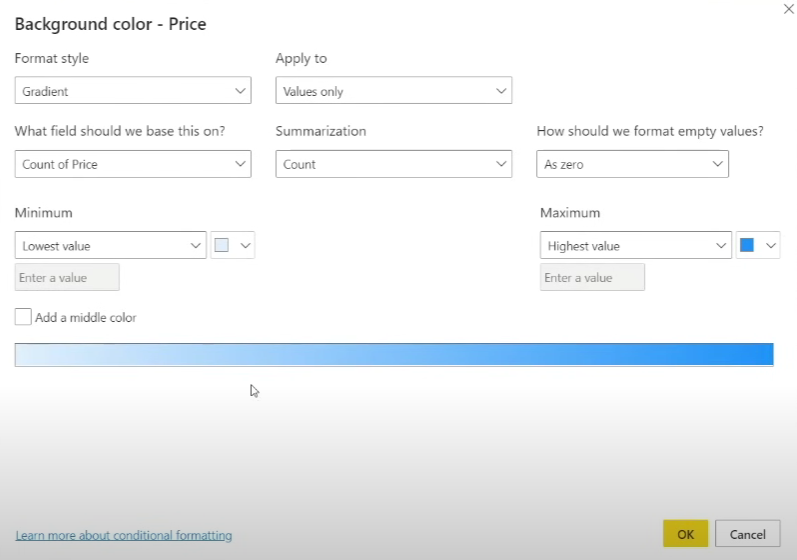 Background color - Price
Format style
Apply to
Gradient
Values only
What field should we base this on?
Summarization
How should we format empty values?
Count of Price
Count
As zero
Minimum
Maximum
Lowest value
Highest value
Enter a value
Enter a value
Add a middle color
Learn more about conditional formatting
OK
Cancel